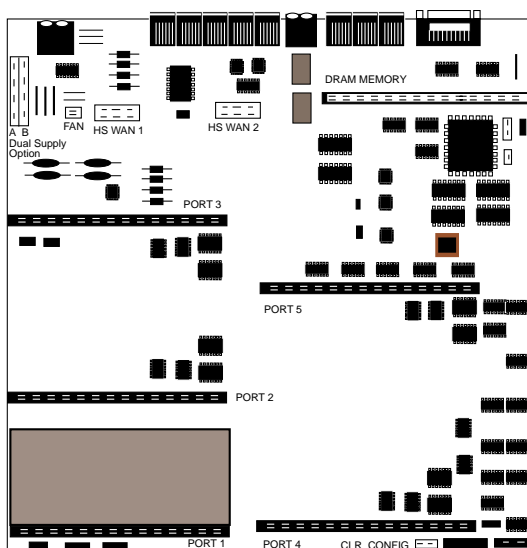 DRAM MEMORY
FAN
HS WAN 1
HS WAN 2
A B
Dual Supply
Option
PORT 3
PORT 5
PORT 2
PORT 1
PORT 4
CLR CONFIG